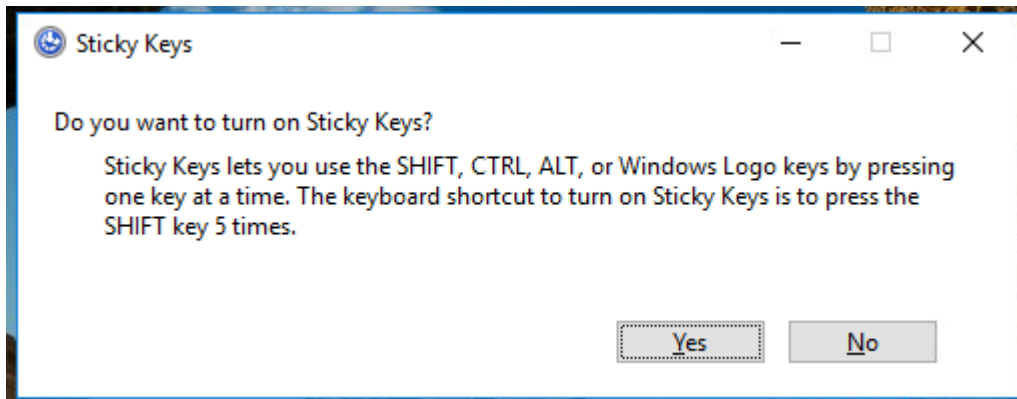 Sticky Keys
Do you want to turn on Sticky Keys?
Sticky Keys lets you use the SHIFT, CTRL, ALT, or Windows Logo keys by pressing
one key at a time. The keyboard shortcut to turn on Sticky Keys is to press the
SHIFT key 5 times.
Yes No